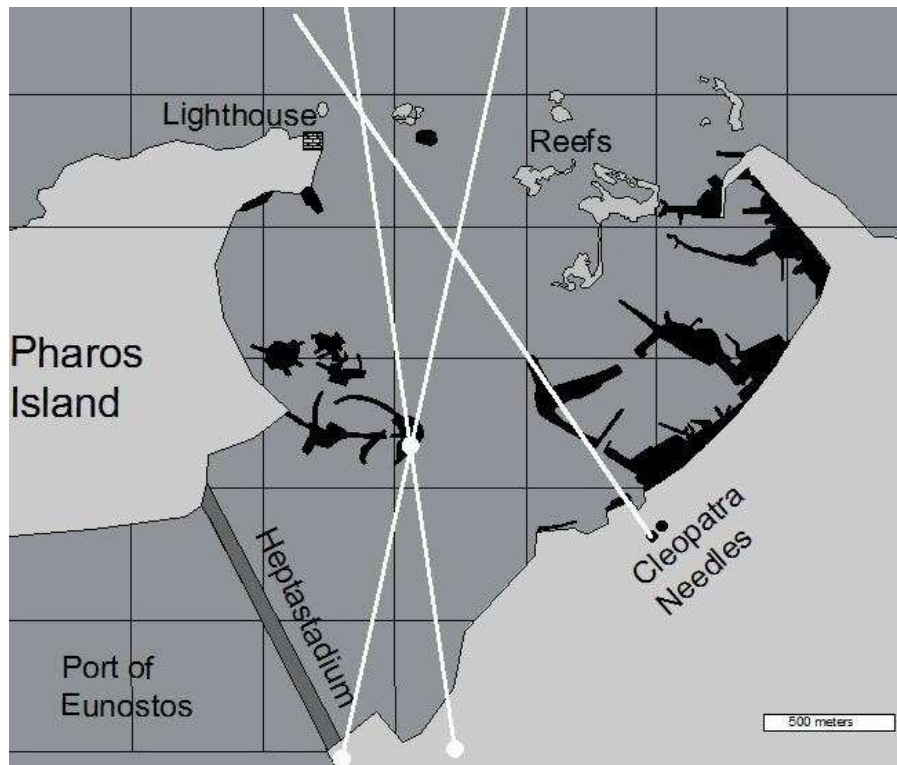 Lighthouse
Reefs
Pharos
Island
Cleopatra
Needles
Heptastadium
Port of
Eunostos
500 meters